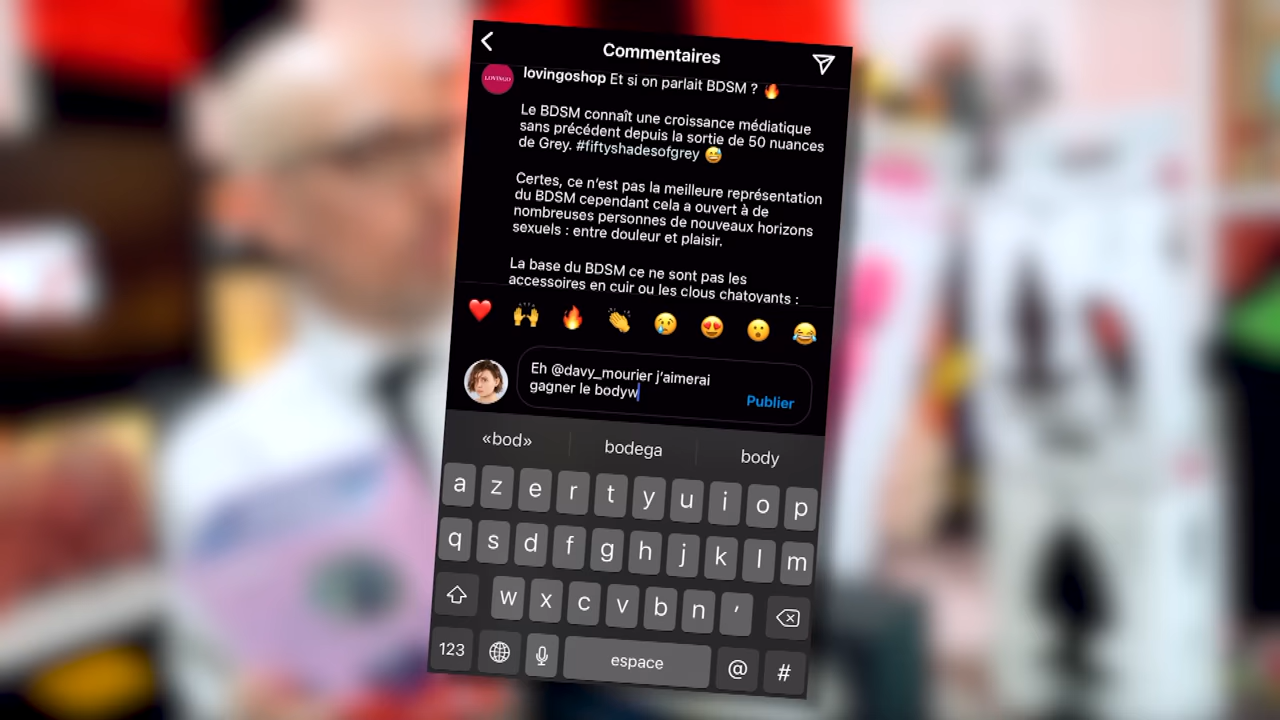 Commentaires
LOVINGO
lovingoshop Et si on parlait BDSM ? 🔥
Le BDSM connaît une croissance médiatique
sans précédent depuis la sortie de 50 nuances
de Grey. #fiftyshadesofgrey 😅
Certes, ce n’est pas la meilleure représentation
du BDSM cependant cela a ouvert à de
nombreuses personnes de nouveaux horizons
sexuels : entre douleur et plaisir.
La base du BDSM ce ne sont pas les
accessoires en cuir ou les clous chatoyants :
❤️ 🙌 🔥 👏 😢 😍 😮 😂
Eh @davy_mourier j’aimerai
gagner le bodyw
Publier
«bod» bodega body
a z e r t y u i o p
q s d f g h j k l m
w x c v b n ’
123 espace @ #